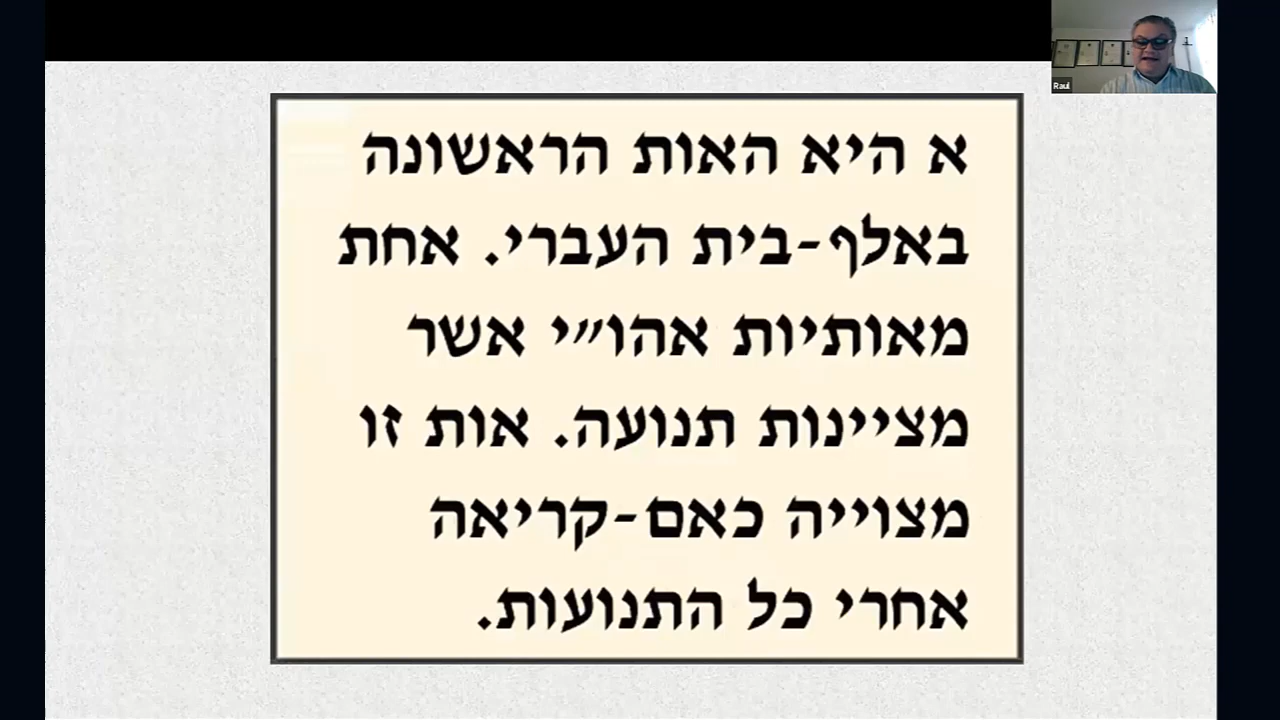 Raul
א היא האות הראשונה
באלף-בית העברי. אחת
מאותיות אהו״י אשר
מציינות תנועה. אות זו
מצוייה כאם-קריאה
אחרי כל התנועות.